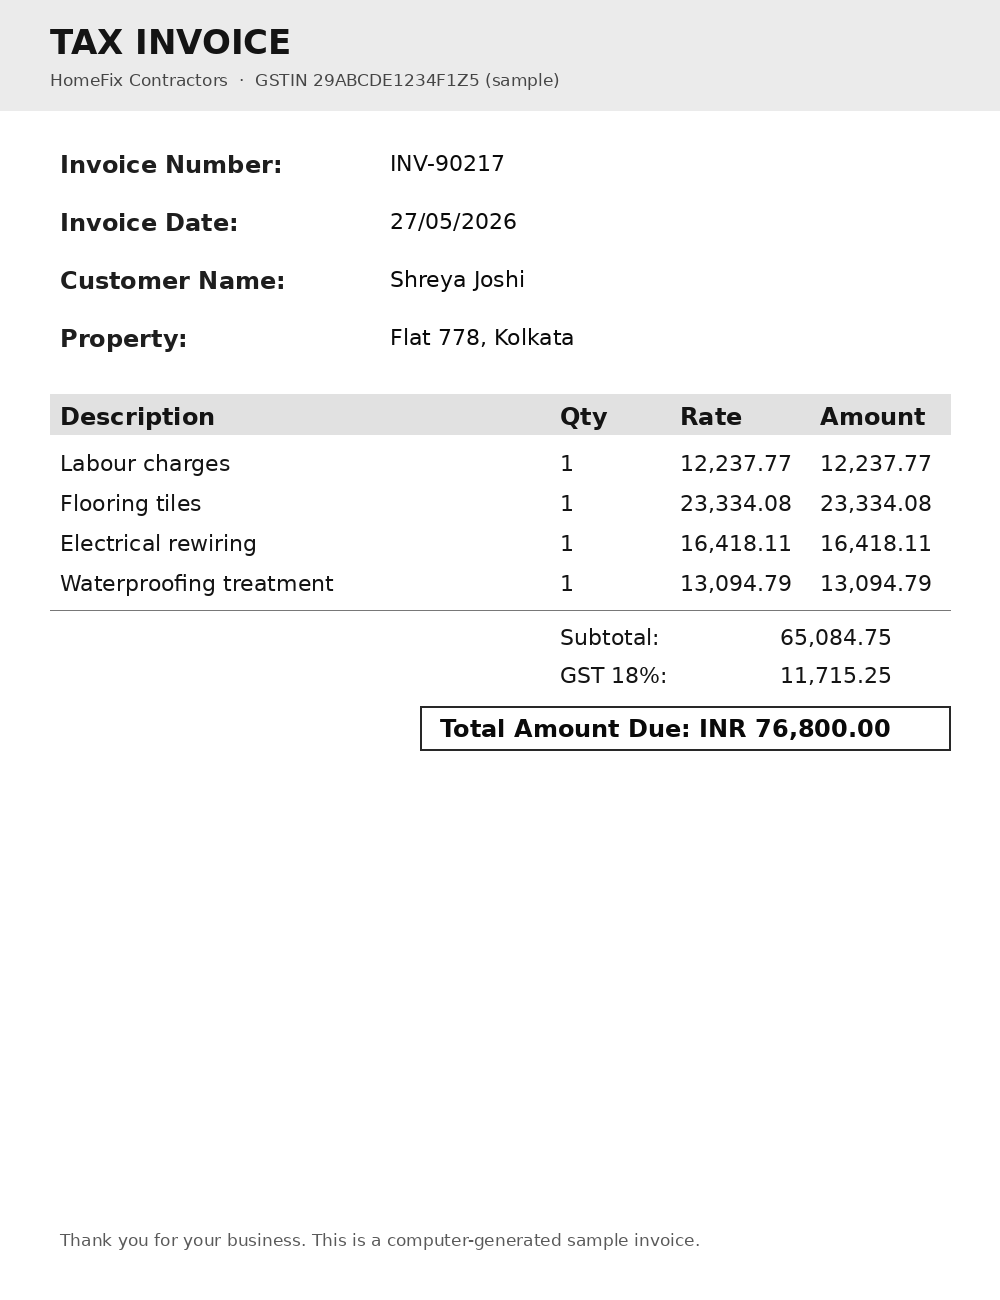 TAX INVOICE
HomeFix Contractors · GSTIN 29ABCDE1234F1Z5 (sample)
Invoice Number: INV-90217
Invoice Date: 27/05/2026
Customer Name: Shreya Joshi
Property: Flat 778, Kolkata
Description Qty Rate Amount
Labour charges 1 12,237.77 12,237.77
Flooring tiles 1 23,334.08 23,334.08
Electrical rewiring 1 16,418.11 16,418.11
Waterproofing treatment 1 13,094.79 13,094.79
Subtotal: 65,084.75
GST 18%: 11,715.25
Total Amount Due: INR 76,800.00
Thank you for your business. This is a computer-generated sample invoice.